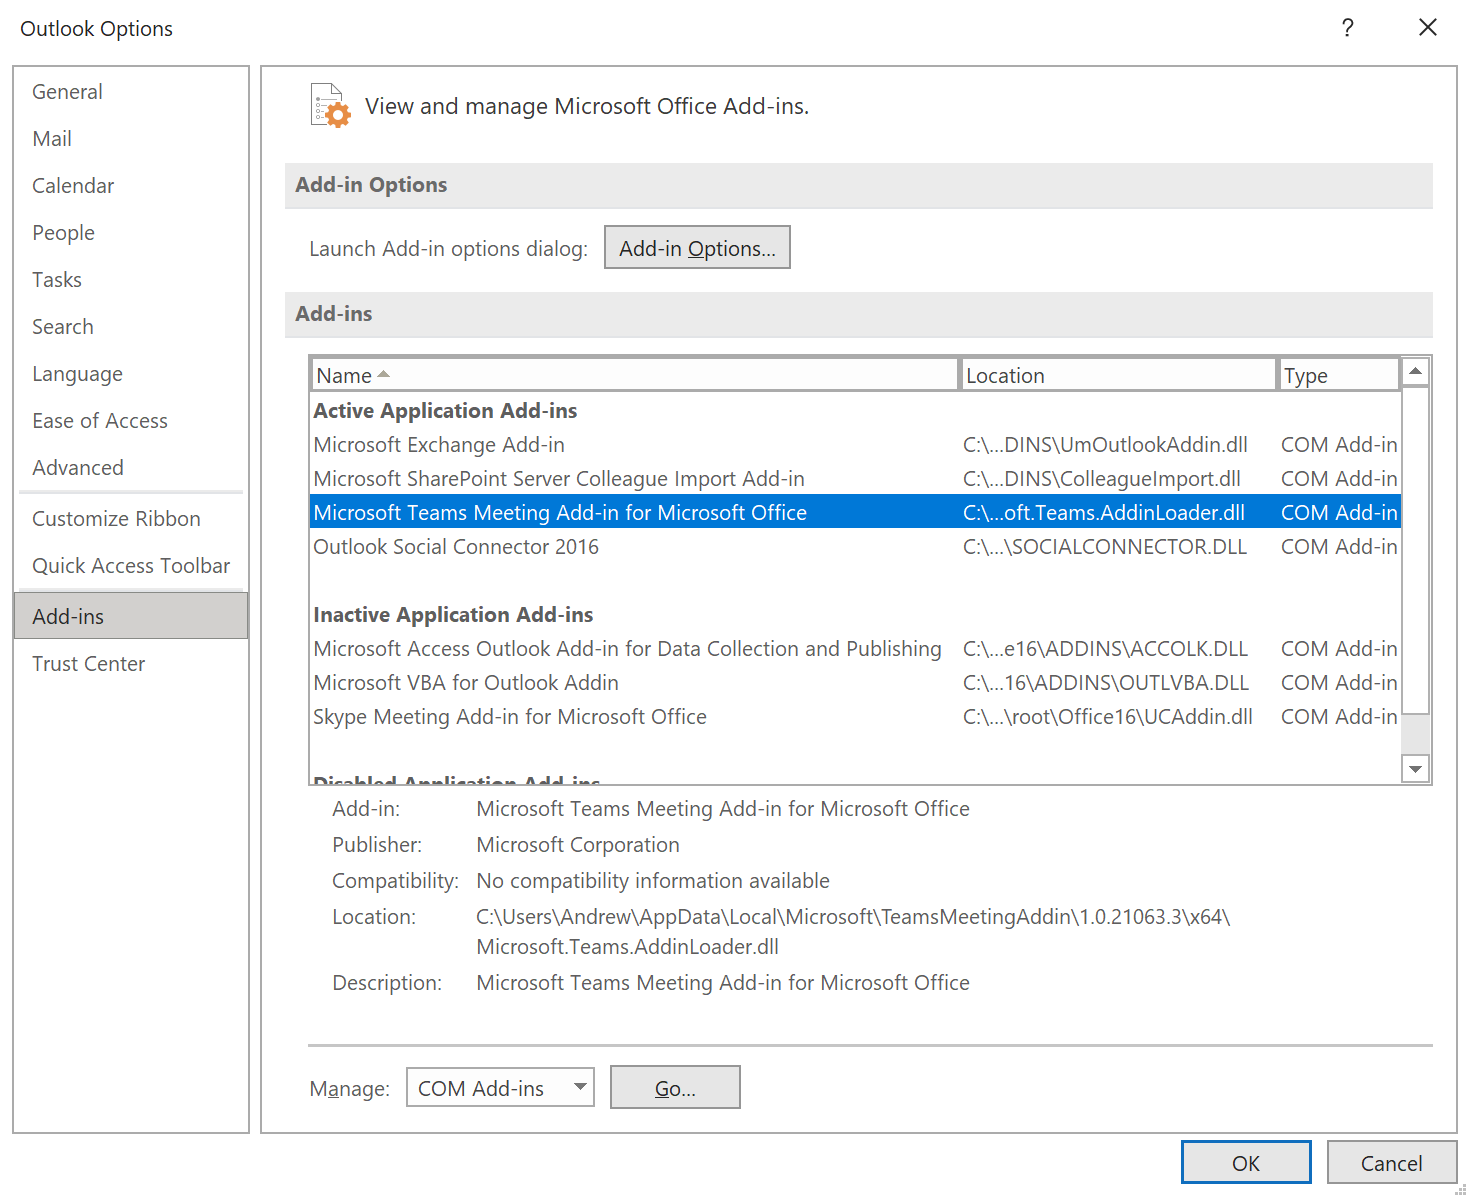 Outlook Options
?
General
Mail
Calendar
People
Tasks
Search
Language
Ease of Access
Advanced
Customize Ribbon
Quick Access Toolbar
Add-ins
Trust Center
View and manage Microsoft Office Add-ins.
Add-in Options
Launch Add-in options dialog: Add-in Options...
Add-ins
Name Location Type
Active Application Add-ins
Microsoft Exchange Add-in C:\...DINS\UmOutlookAddin.dll COM Add-in
Microsoft SharePoint Server Colleague Import Add-in C:\...DINS\ColleagueImport.dll COM Add-in
Microsoft Teams Meeting Add-in for Microsoft Office C:\...oft.Teams.AddinLoader.dll COM Add-in
Outlook Social Connector 2016 C:\...\SOCIALCONNECTOR.DLL COM Add-in
Inactive Application Add-ins
Microsoft Access Outlook Add-in for Data Collection and Publishing C:\...e16\ADDINS\ACCOLK.DLL COM Add-in
Microsoft VBA for Outlook Addin C:\...16\ADDINS\OUTLVBA.DLL COM Add-in
Skype Meeting Add-in for Microsoft Office C:\...\root\Office16\UCAddin.dll COM Add-in
Disabled Application Add-ins
Add-in: Microsoft Teams Meeting Add-in for Microsoft Office
Publisher: Microsoft Corporation
Compatibility: No compatibility information available
Location: C:\Users\Andrew\AppData\Local\Microsoft\TeamsMeetingAddin\1.0.21063.3\x64\
Microsoft.Teams.AddinLoader.dll
Description: Microsoft Teams Meeting Add-in for Microsoft Office
Manage: COM Add-ins Go...
OK Cancel